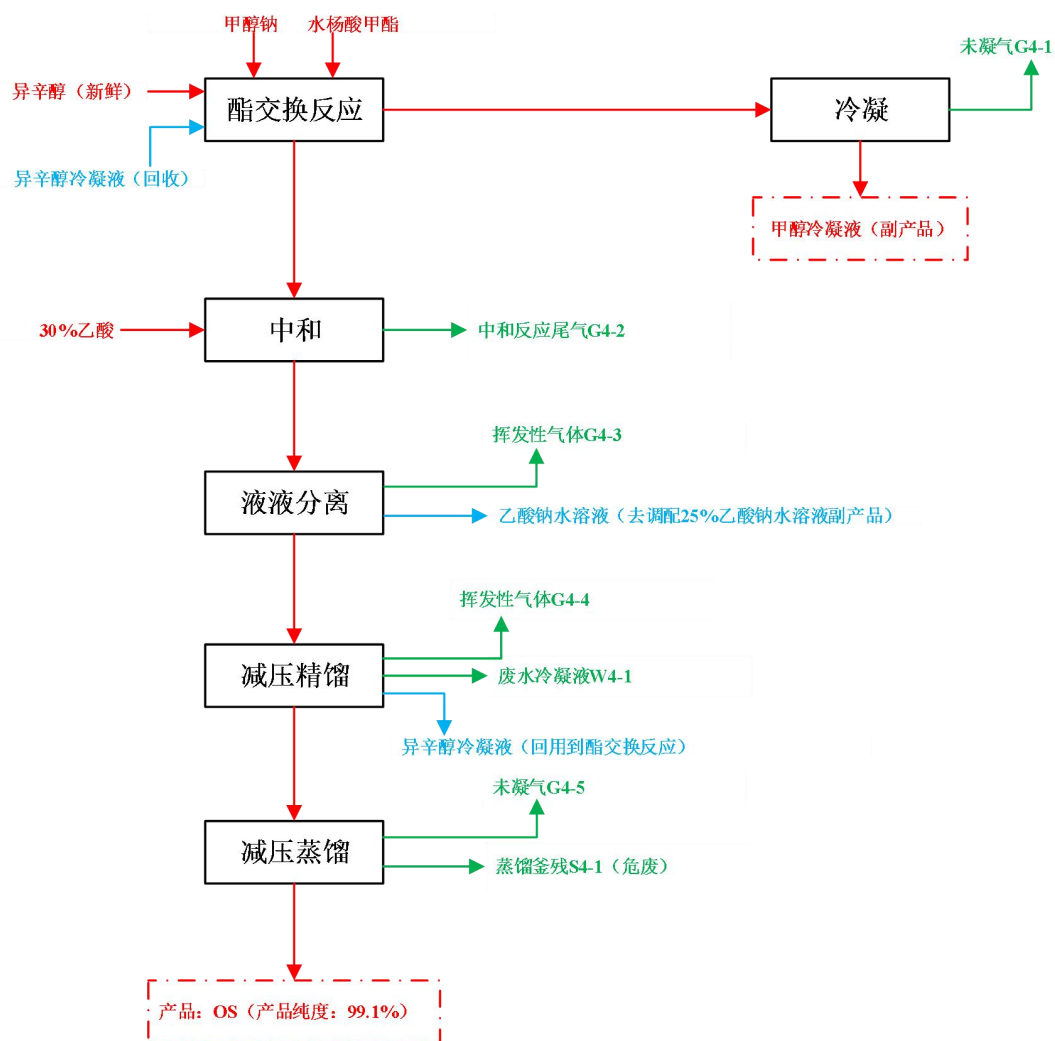 甲醇钠
水杨酸甲酯
未凝气G4-1
异辛醇（新鲜）
酯交换反应
冷凝
异辛醇冷凝液（回收）
甲醇冷凝液（副产品）
30%乙酸
中和
中和反应尾气G4-2
挥发性气体G4-3
液液分离
乙酸钠水溶液（去调配25%乙酸钠水溶液副产品）
挥发性气体G4-4
减压精馏
废水冷凝液W4-1
异辛醇冷凝液（回用到酯交换反应）
未凝气G4-5
减压蒸馏
蒸馏釜残S4-1（危废）
产品：OS（产品纯度：99.1%）